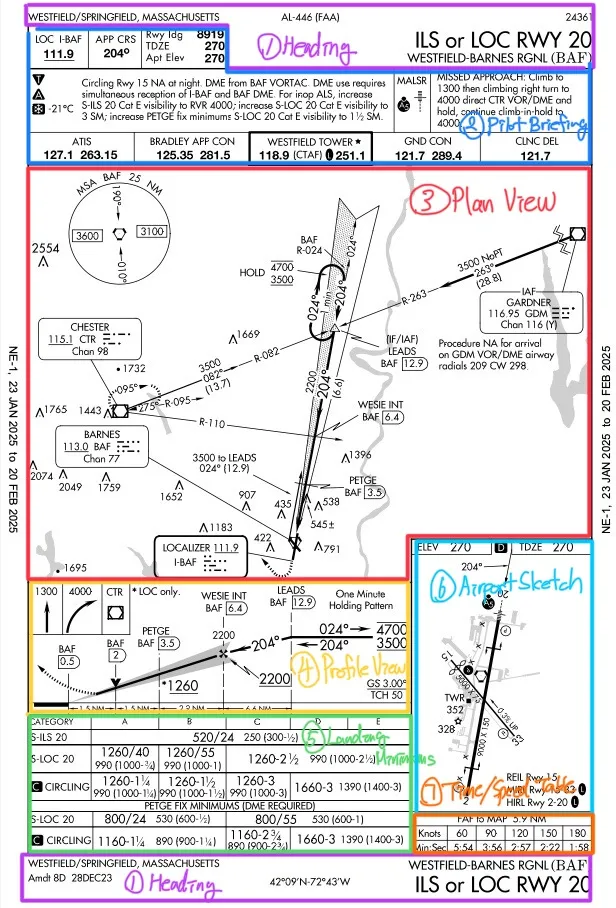 WESTFIELD/SPRINGFIELD, MASSACHUSETTS
AL-446 (FAA)
24361
LOC I-BAF
111.9
APP CRS
204°
Rwy ldg 8919
TDZE 270
Apt Elev 270
① Heading
ILS or LOC RWY 20
WESTFIELD-BARNES RGNL (BAF)
T
A
-21°C
Circling Rwy 15 NA at night. DME from BAF VORTAC. DME use requires
simultaneous reception of I-BAF and BAF DME. For inop ALS, increase
S-ILS 20 Cat E visibility to RVR 4000; increase S-LOC 20 Cat E visibility to
3 SM; increase PETGE fix minimums S-LOC 20 Cat E visibility to 1½ SM.
MALSR
A5
MISSED APPROACH: Climb to
1300 then climbing right turn to
4000 direct CTR VOR/DME and
hold, continue climb-in-hold to
4000.
② Pilot Briefing
ATIS
127.1 263.15
BRADLEY APP CON
125.35 281.5
WESTFIELD TOWER★
118.9 (CTAF) L 251.1
GND CON
121.7 289.4
CLNC DEL
121.7
③ Plan View
MSA BAF 25 NM
190°
3600
3100
010°
2554
BAF
R-024
024°
HOLD
4700
3500
1 min
024°
204°
3500 NoPT
263°
(28.8)
R-263
IAF
GARDNER
116.95 GDM
Chan 116 (Y)
Procedure NA for arrival
on GDM VOR/DME airway
radials 209 CW 298.
(IF/IAF)
LEADS
BAF 12.9
CHESTER
115.1 CTR
Chan 98
1669
1732
3500
082°
(13.7)
R-082
2200
204°
(6.6)
095°
275°
R-095
R-110
1765
1443
WESIE INT
BAF 6.4
BARNES
113.0 BAF
Chan 77
3500 to LEADS
024° (12.9)
1396
PETGE
BAF 3.5
2074
2049
1759
1652
907
435
538
545±
1183
422
791
LOCALIZER 111.9
I-BAF
1695
NE-1, 23 JAN 2025 to 20 FEB 2025
NE-1, 23 JAN 2025 to 20 FEB 2025
1300
4000
CTR
*LOC only.
WESIE INT
BAF 6.4
LEADS
BAF 12.9
One Minute
Holding Pattern
BAF
0.5
BAF
2
PETGE
BAF 3.5
2200
204°
024°
204°
4700
3500
*1260
2200
GS 3.00°
TCH 50
④ Profile View
1.5 NM
1.5 NM
2.9 NM
6.6 NM
ELEV 270
D
TDZE 270
204°
⑥ Airport Sketch
20
A5
P
15
5000 X 150
TWR
352
328
0.3% UP
33
9000 X 150
2
REIL Rwy 15
MIRL Rwy 15-33 L
HIRL Rwy 2-20 L
⑦ Time/Speed Table
CATEGORY A B C D E
S-ILS 20 520/24 250 (300-½)
⑤ Landing
Minimums
S-LOC 20
1260/40
990 (1000-¾)
1260/55
990 (1000-1)
1260-2½ 990 (1000-2½)
C CIRCLING
1260-1¼
990 (1000-1¼)
1260-1½
990 (1000-1½)
1260-3
990 (1000-3)
1660-3 1390 (1400-3)
PETGE FIX MINIMUMS (DME REQUIRED)
S-LOC 20 800/24 530 (600-½) 800/55 530 (600-1)
C CIRCLING
1160-1¼ 890 (900-1¼)
1160-2¾
890 (900-2¾)
1660-3 1390 (1400-3)
FAF to MAP 5.9 NM
Knots 60 90 120 150 180
Min:Sec 5:54 3:56 2:57 2:22 1:58
WESTFIELD/SPRINGFIELD, MASSACHUSETTS
Amdt 8D 28DEC23
① Heading
42°09'N-72°43'W
WESTFIELD-BARNES RGNL (BAF)
ILS or LOC RWY 20